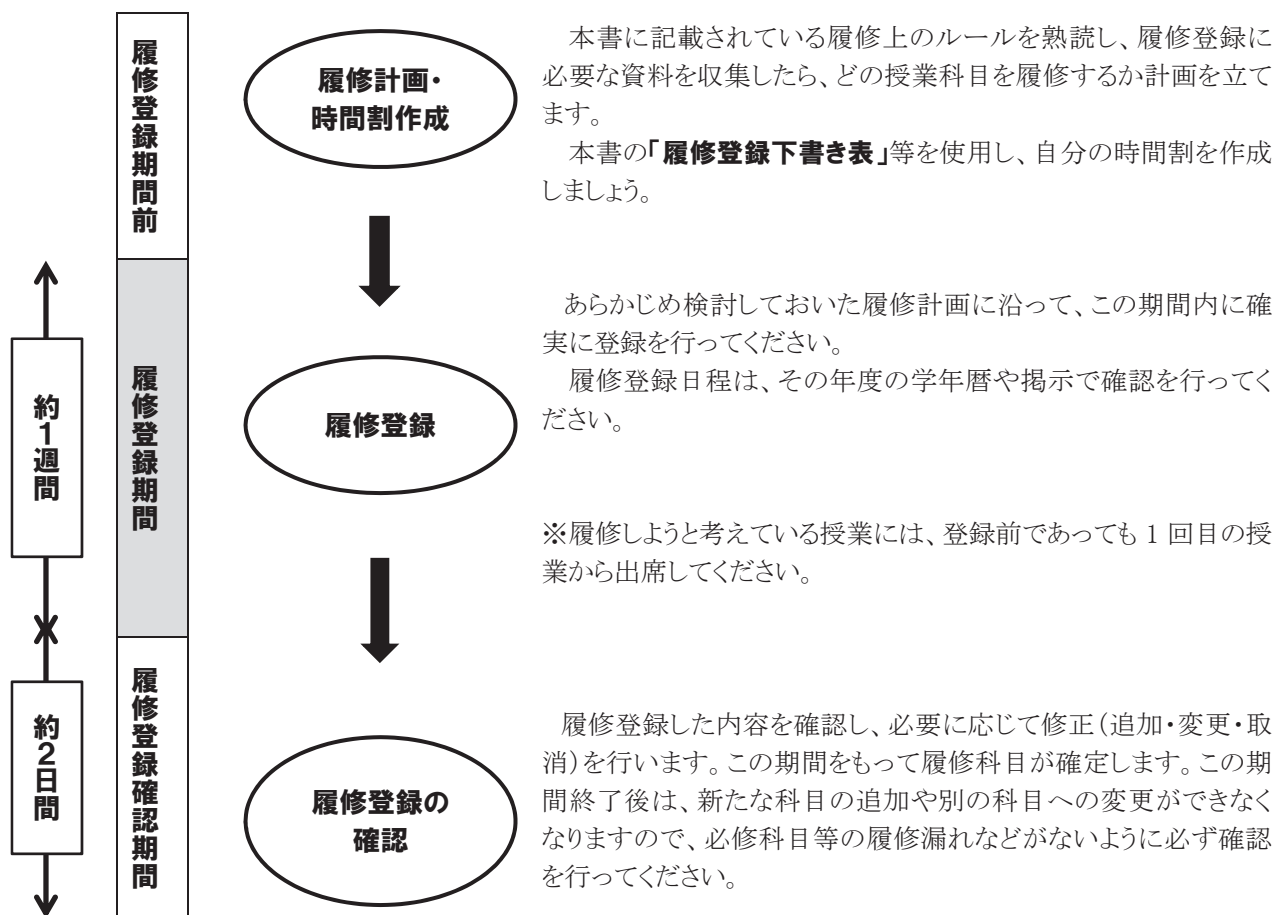 履修登録期間前
履修計画・
時間割作成
本書に記載されている履修上のルールを熟読し、履修登録に
必要な資料を収集したら、どの授業科目を履修するか計画を立て
ます。
本書の「履修登録下書き表」等を使用し、自分の時間割を作成
しましょう。
約1週間
履修登録期間
履修登録
あらかじめ検討しておいた履修計画に沿って、この期間内に確
実に登録を行ってください。
履修登録日程は、その年度の学年暦や掲示で確認を行ってく
ださい。
※履修しようと考えている授業には、登録前であっても 1 回目の授
業から出席してください。
約2日間
履修登録確認期間
履修登録の
確認
履修登録した内容を確認し、必要に応じて修正(追加・変更・取
消)を行います。この期間をもって履修科目が確定します。この期
間終了後は、新たな科目の追加や別の科目への変更ができなく
なりますので、必修科目等の履修漏れなどがないように必ず確認
を行ってください。